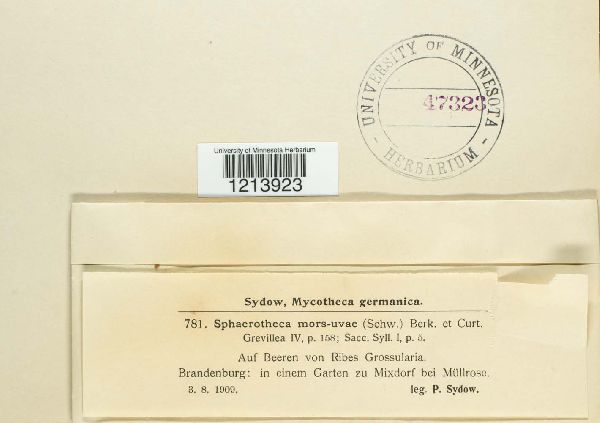 UNIVERSITY OF MINNESOTA
47323
- HERBARIUM -
University of Minnesota Herbarium
1213923
Sydow, Mycotheca germanica.
781. Sphaerotheca mors-uvae (Schw.) Berk. et Curt.
Grevillea IV, p. 158; Sacc. Syll. I, p. 5.
Auf Beeren von Ribes Grossularia.
Brandenburg: in einem Garten zu Mixdorf bei Müllrose.
3. 8. 1909. leg. P. Sydow.